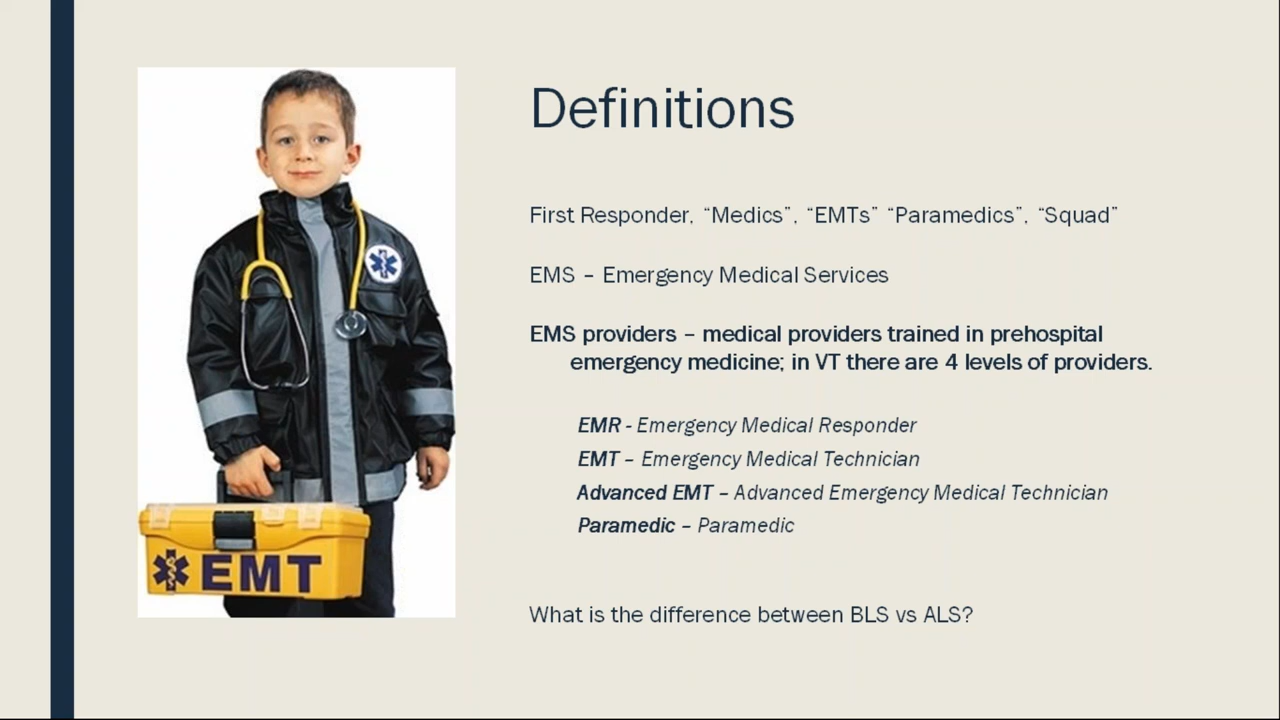 Definitions
First Responder, “Medics”, “EMTs” “Paramedics”, “Squad”
EMS – Emergency Medical Services
EMS providers – medical providers trained in prehospital
emergency medicine; in VT there are 4 levels of providers.
EMR - Emergency Medical Responder
EMT – Emergency Medical Technician
Advanced EMT – Advanced Emergency Medical Technician
Paramedic – Paramedic
EMT
What is the difference between BLS vs ALS?